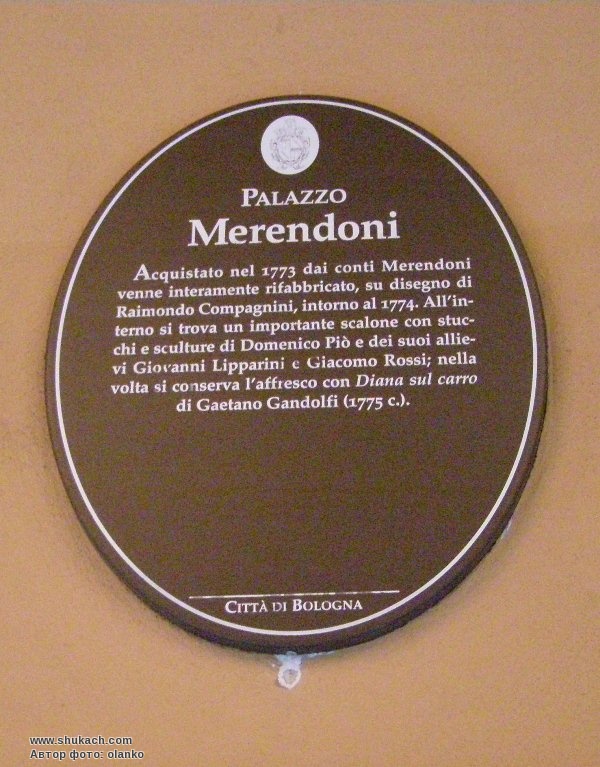 Palazzo
Merendoni
Acquistato nel 1773 dai conti Merendoni
venne interamente rifabbricato, su disegno di
Raimondo Compagnini, intorno al 1774. All'in-
terno si trova un importante scalone con stuc-
chi e sculture di Domenico Piò e dei suoi allie-
vi Giovanni Lipparini e Giacomo Rossi; nella
volta si conserva l'affresco con Diana sul carro
di Gaetano Gandolfi (1775 c.).
Città di Bologna
www.shukach.com
Автор фото: olanko